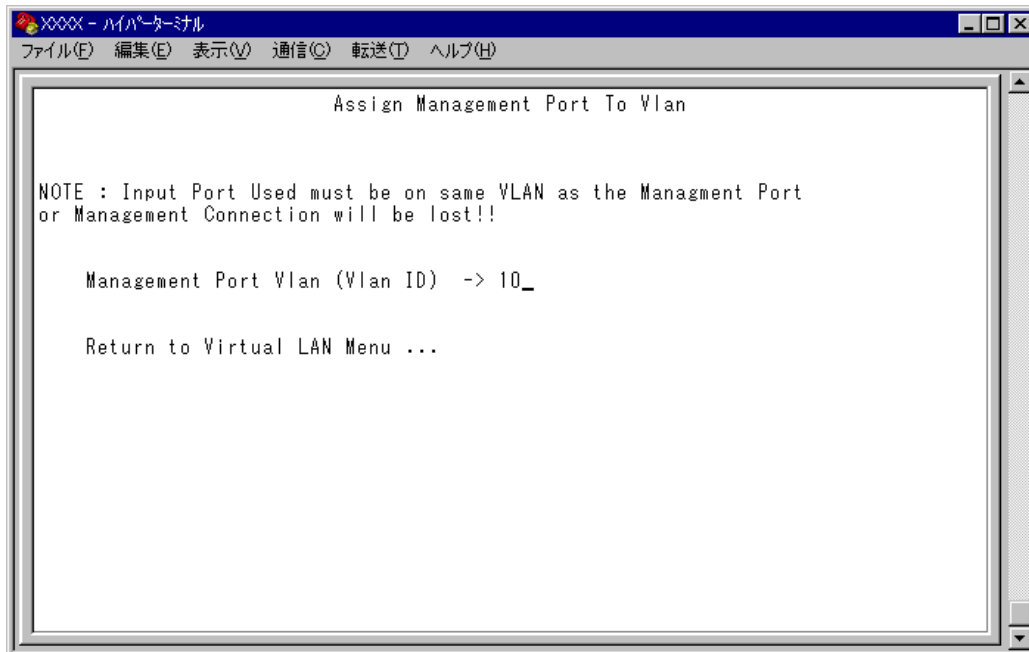 XXXX - ハイパーターミナル
ファイル(F) 編集(E) 表示(V) 通信(C) 転送(T) ヘルプ(H)
Assign Management Port To Vlan
NOTE : Input Port Used must be on same VLAN as the Managment Port
or Management Connection will be lost!!
Management Port Vlan (Vlan ID) -> 10_
Return to Virtual LAN Menu ...